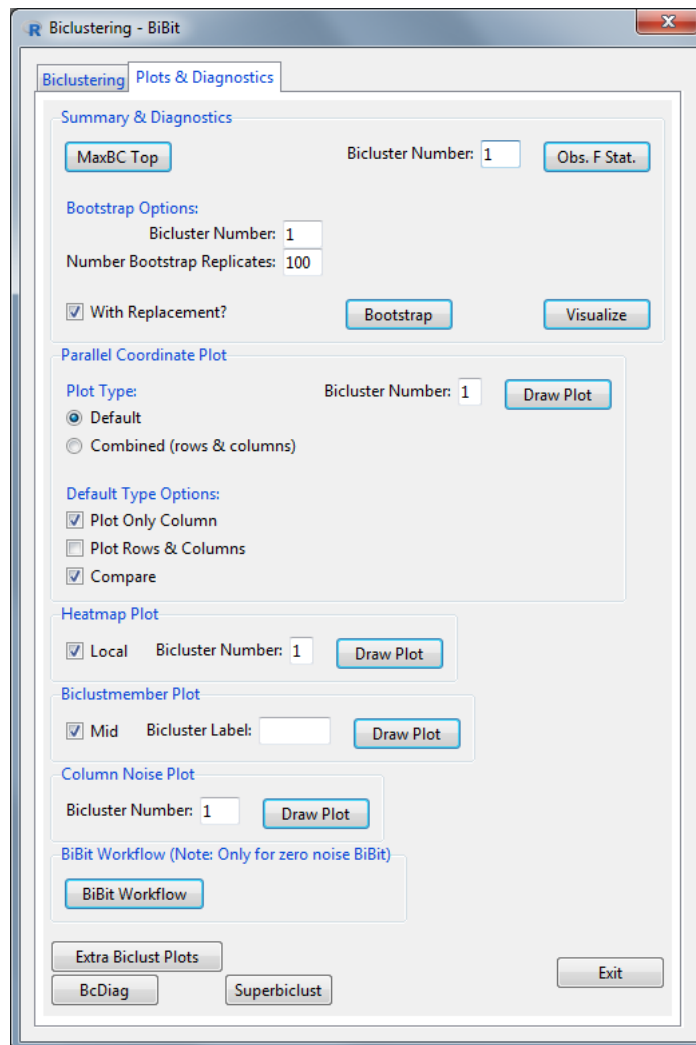 Biclustering - BiBit
Biclustering Plots & Diagnostics
Summary & Diagnostics
MaxBC Top Bicluster Number: 1 Obs. F Stat.
Bootstrap Options:
Bicluster Number: 1
Number Bootstrap Replicates: 100
With Replacement? Bootstrap Visualize
Parallel Coordinate Plot
Plot Type: Bicluster Number: 1 Draw Plot
Default
Combined (rows & columns)
Default Type Options:
Plot Only Column
Plot Rows & Columns
Compare
Heatmap Plot
Local Bicluster Number: 1 Draw Plot
Biclustmember Plot
Mid Bicluster Label: Draw Plot
Column Noise Plot
Bicluster Number: 1 Draw Plot
BiBit Workflow (Note: Only for zero noise BiBit)
BiBit Workflow
Extra Biclust Plots
Exit
BcDiag Superbiclust